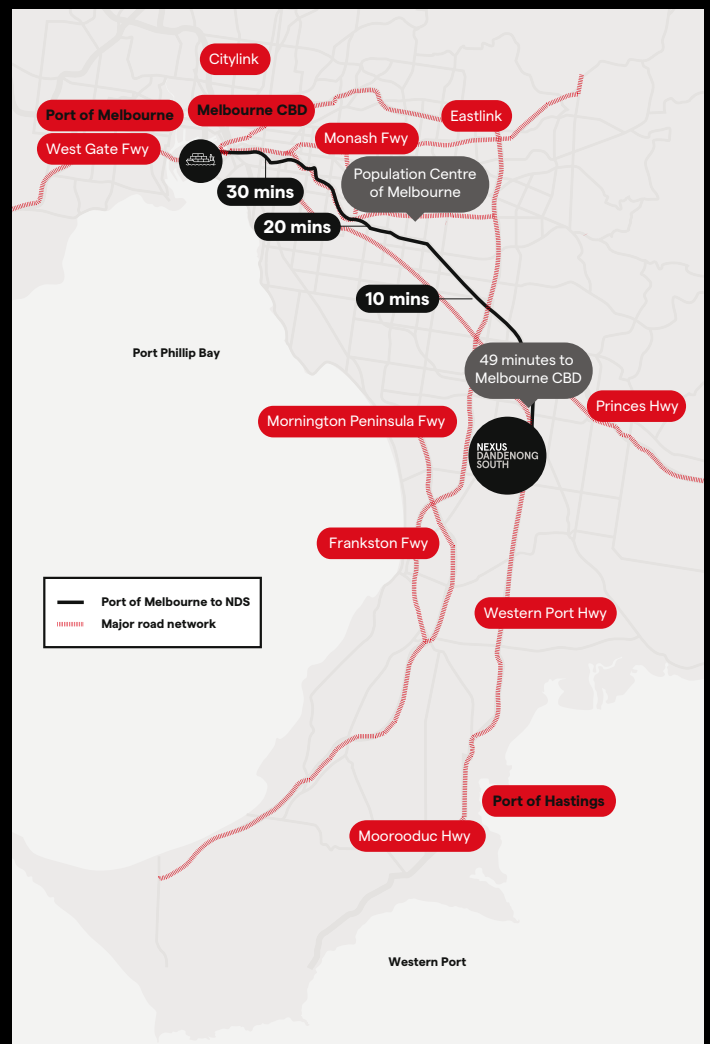 Citylink
Port of Melbourne
Melbourne CBD
Eastlink
West Gate Fwy
Monash Fwy
Population Centre
of Melbourne
30 mins
20 mins
10 mins
Port Phillip Bay
49 minutes to
Melbourne CBD
Princes Hwy
Mornington Peninsula Fwy
NEXUS
DANDENONG
SOUTH
Frankston Fwy
Port of Melbourne to NDS
Major road network
Western Port Hwy
Port of Hastings
Moorooduc Hwy
Western Port